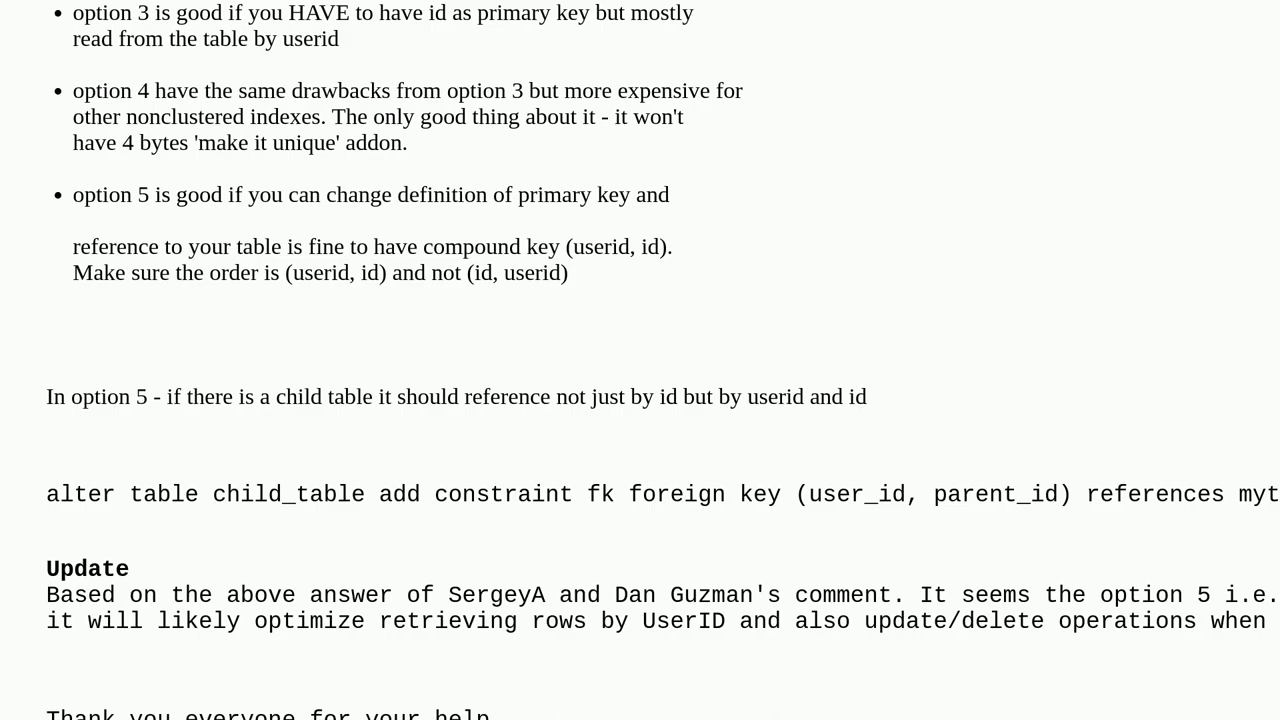 option 3 is good if you HAVE to have id as primary key but mostly
read from the table by userid
option 4 have the same drawbacks from option 3 but more expensive for
other nonclustered indexes. The only good thing about it - it won't
have 4 bytes 'make it unique' addon.
option 5 is good if you can change definition of primary key and
reference to your table is fine to have compound key (userid, id).
Make sure the order is (userid, id) and not (id, userid)
In option 5 - if there is a child table it should reference not just by id but by userid and id
alter table child_table add constraint fk foreign key (user_id, parent_id) references myt
Update
Based on the above answer of SergeyA and Dan Guzman's comment. It seems the option 5 i.e.
it will likely optimize retrieving rows by UserID and also update/delete operations when
Thank you everyone for your help